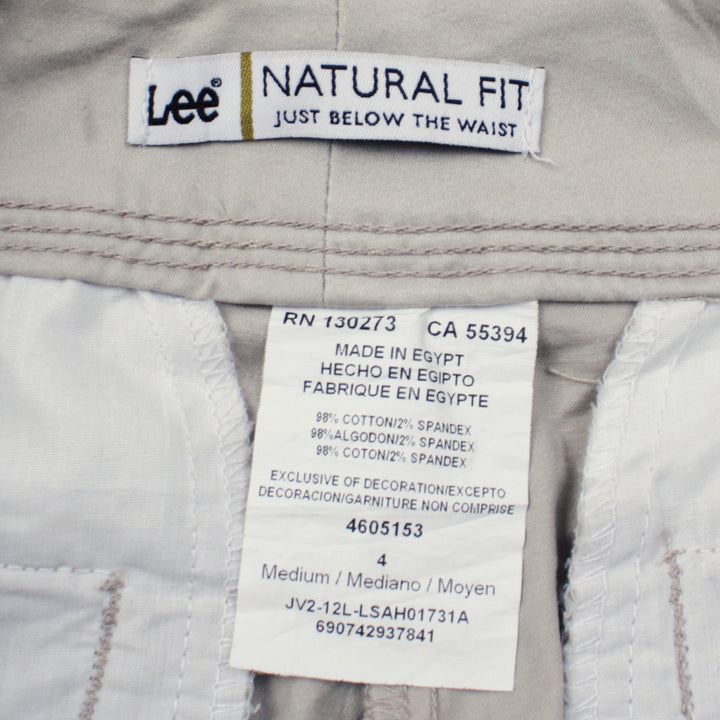 Lee® NATURAL FIT
JUST BELOW THE WAIST
RN 130273 CA 55394
MADE IN EGYPT
HECHO EN EGIPTO
FABRIQUE EN EGYPTE
98% COTTON/2% SPANDEX
98%ALGODON/2% SPANDEX
98% COTON/2% SPANDEX
EXCLUSIVE OF DECORATION/EXCEPTO
DECORACION/GARNITURE NON COMPRISE
4605153
4
Medium / Mediano / Moyen
JV2-12L-LSAH01731A
690742937841